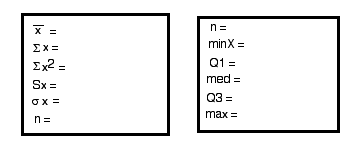 x̅ =
Σx =
Σx² =
Sx =
σx =
n =
n =
minX =
Q1 =
med =
Q3 =
max =